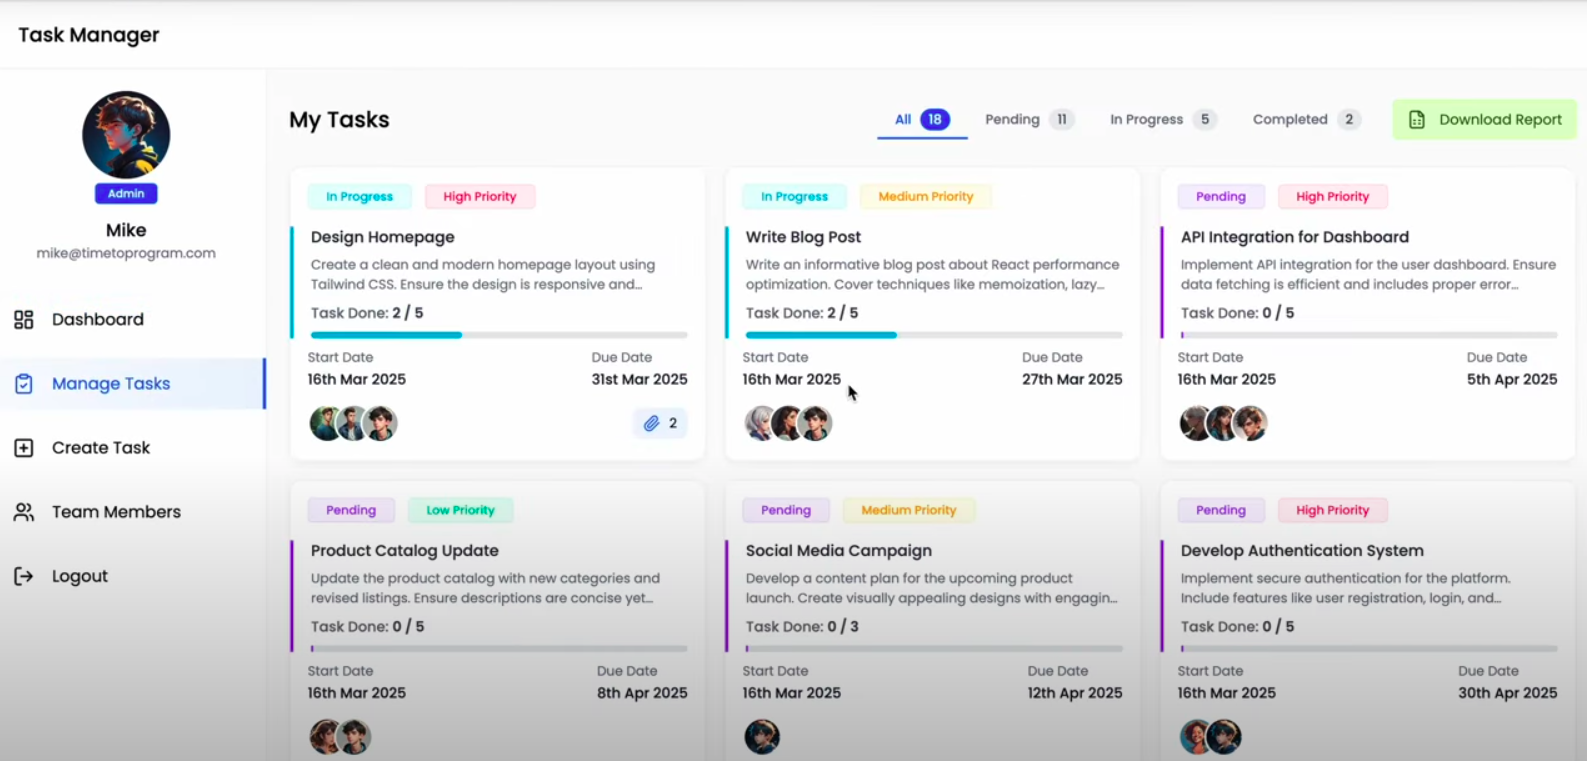 Task Manager
Admin
Mike
mike@timetoprogram.com
Dashboard
Manage Tasks
Create Task
Team Members
Logout
My Tasks
All 18 Pending 11 In Progress 5 Completed 2 Download Report
In Progress High Priority
Design Homepage
Create a clean and modern homepage layout using
Tailwind CSS. Ensure the design is responsive and...
Task Done: 2 / 5
Start Date Due Date
16th Mar 2025 31st Mar 2025
2
In Progress Medium Priority
Write Blog Post
Write an informative blog post about React performance
optimization. Cover techniques like memoization, lazy...
Task Done: 2 / 5
Start Date Due Date
16th Mar 2025 27th Mar 2025
Pending High Priority
API Integration for Dashboard
Implement API integration for the user dashboard. Ensure
data fetching is efficient and includes proper error...
Task Done: 0 / 5
Start Date Due Date
16th Mar 2025 5th Apr 2025
Pending Low Priority
Product Catalog Update
Update the product catalog with new categories and
revised listings. Ensure descriptions are concise yet...
Task Done: 0 / 5
Start Date Due Date
16th Mar 2025 8th Apr 2025
Pending Medium Priority
Social Media Campaign
Develop a content plan for the upcoming product
launch. Create visually appealing designs with engagin...
Task Done: 0 / 3
Start Date Due Date
16th Mar 2025 12th Apr 2025
Pending High Priority
Develop Authentication System
Implement secure authentication for the platform.
Include features like user registration, login, and...
Task Done: 0 / 5
Start Date Due Date
16th Mar 2025 30th Apr 2025